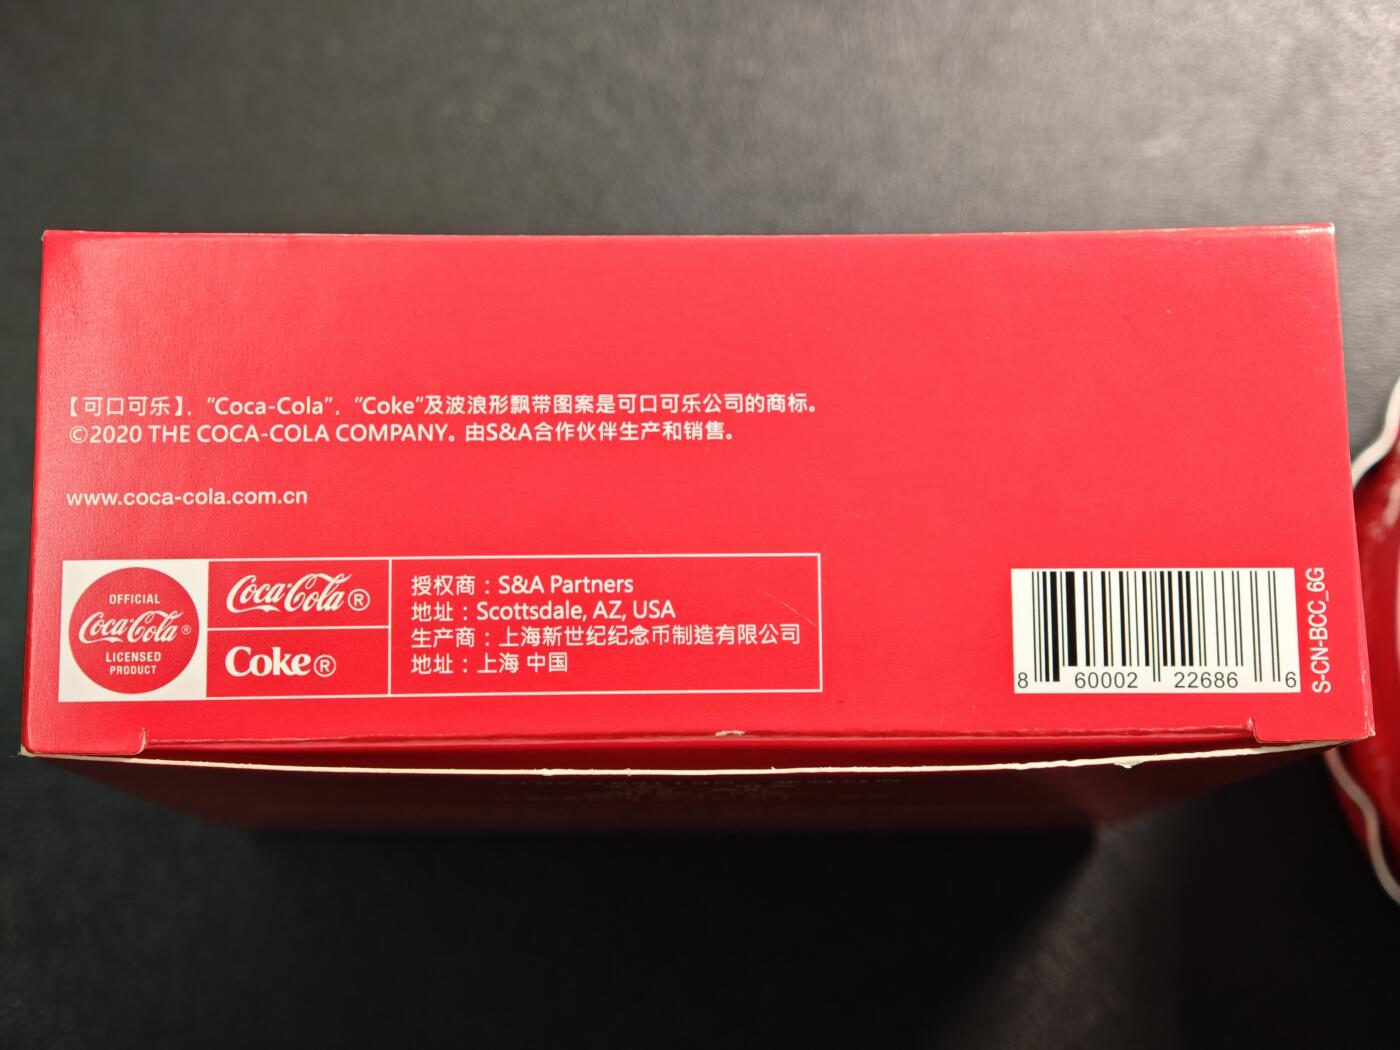 【可口可乐】, "Coca-Cola", "Coke"及波浪形飘带图案是可口可乐公司的商标。
©2020 THE COCA-COLA COMPANY。由S&A合作伙伴生产和销售。
www.coca-cola.com.cn
OFFICIAL
Coca-Cola®
LICENSED
PRODUCT
Coca-Cola®
Coke®
授权商：S&A Partners
地址：Scottsdale, AZ, USA
生产商：上海新世纪纪念币制造有限公司
地址：上海 中国
8 60002 22686 6
S-CN-BCC_6G